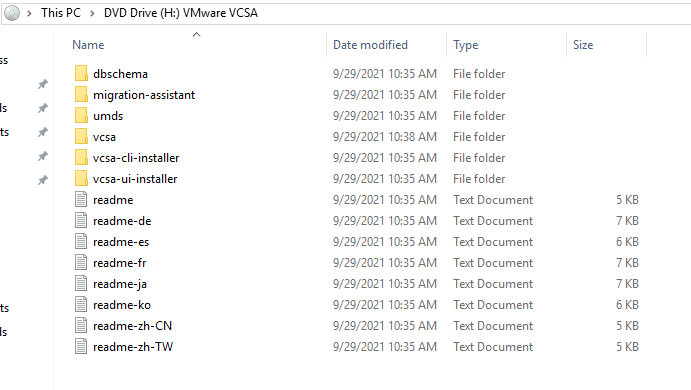 This PC > DVD Drive (H:) VMware VCSA
Name Date modified Type Size
dbschema 9/29/2021 10:35 AM File folder
migration-assistant 9/29/2021 10:35 AM File folder
umds 9/29/2021 10:35 AM File folder
vcsa 9/29/2021 10:38 AM File folder
vcsa-cli-installer 9/29/2021 10:35 AM File folder
vcsa-ui-installer 9/29/2021 10:35 AM File folder
readme 9/29/2021 10:35 AM Text Document 5 KB
readme-de 9/29/2021 10:35 AM Text Document 7 KB
readme-es 9/29/2021 10:35 AM Text Document 6 KB
readme-fr 9/29/2021 10:35 AM Text Document 7 KB
readme-ja 9/29/2021 10:35 AM Text Document 7 KB
readme-ko 9/29/2021 10:35 AM Text Document 6 KB
readme-zh-CN 9/29/2021 10:35 AM Text Document 5 KB
readme-zh-TW 9/29/2021 10:35 AM Text Document 5 KB